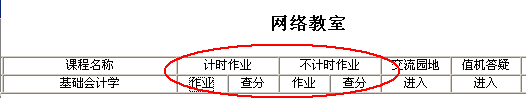 网络教室
课程名称 计时作业 不计时作业 交流园地 值机答疑
基础会计学 作业 查分 作业 查分 进入 进入